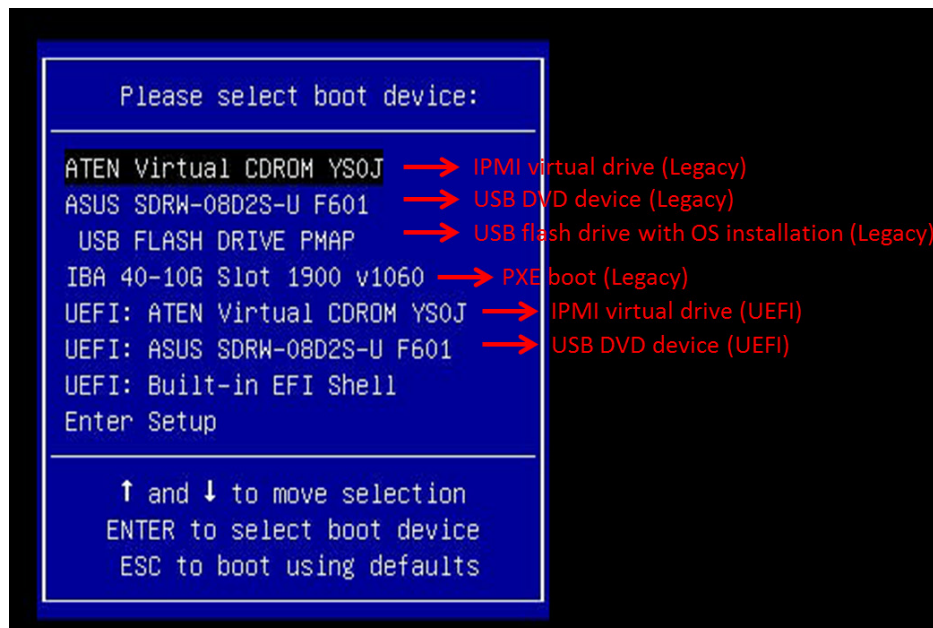 Please select boot device:
ATEN Virtual CDROM YS0J IPMI virtual drive (Legacy)
ASUS SDRW-08D2S-U F601 USB DVD device (Legacy)
USB FLASH DRIVE PMAP USB flash drive with OS installation (Legacy)
IBA 40-10G Slot 1900 v1060 PXE boot (Legacy)
UEFI: ATEN Virtual CDROM YS0J IPMI virtual drive (UEFI)
UEFI: ASUS SDRW-08D2S-U F601 USB DVD device (UEFI)
UEFI: Built-in EFI Shell
Enter Setup
↑ and ↓ to move selection
ENTER to select boot device
ESC to boot using defaults